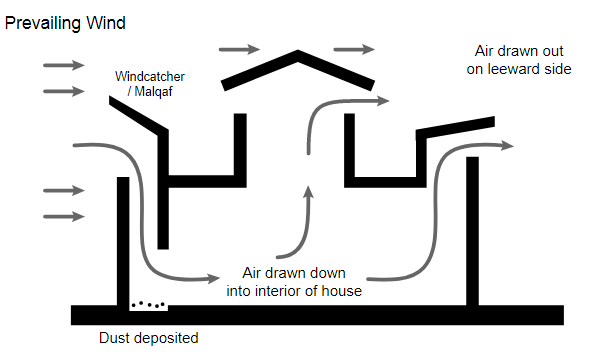 Prevailing Wind
Windcatcher
/ Malqaf
Air drawn out
on leeward side
Air drawn down
into interior of house
Dust deposited